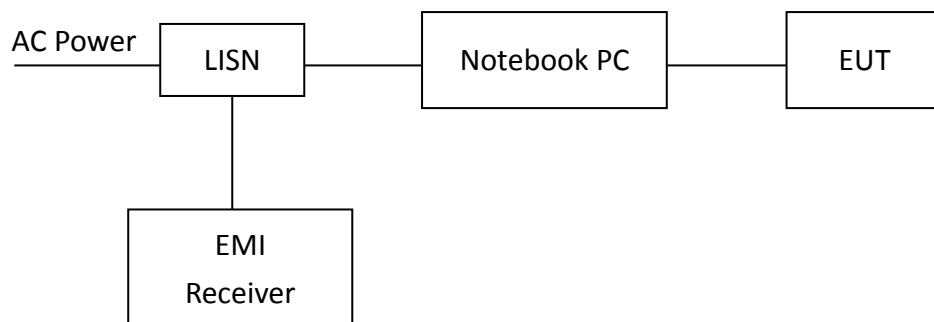 AC Power
LISN
Notebook PC
EUT
EMI
Receiver